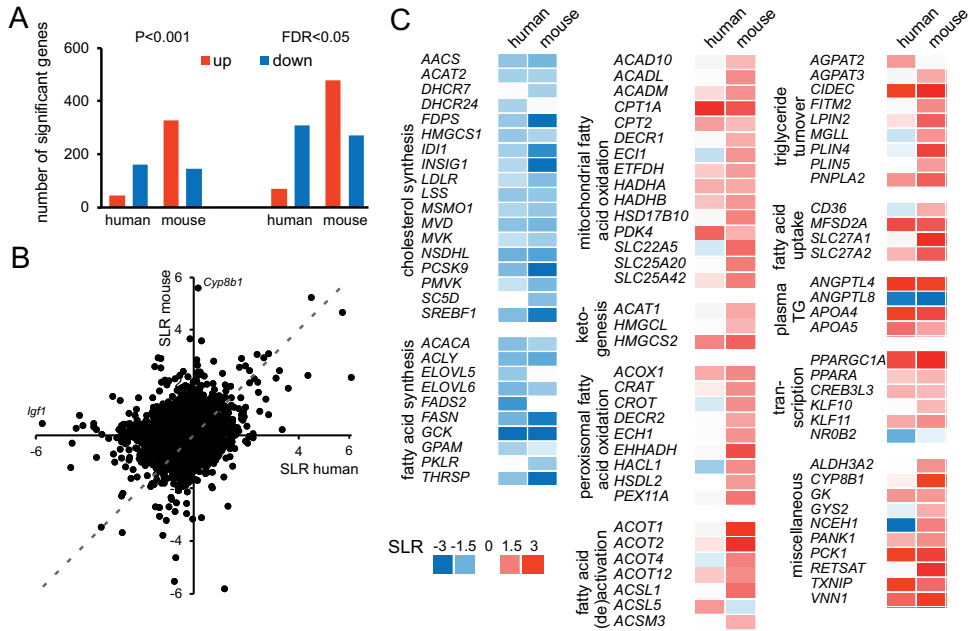 A
number of significant genes
600
400
200
0
P<0.001
FDR<0.05
up
down
human
mouse
human
mouse
B
SLR mouse
6
Cyp8b1
4
Igf1
-6
SLR human
2
4
6
-4
-6
C
human
mouse
cholesterol synthesis
AACS
ACAT2
DHCR7
DHCR24
FDPS
HMGCS1
IDI1
INSIG1
LDLR
LSS
MSMO1
MVD
MVK
NSDHL
PCSK9
PMVK
SC5D
SREBF1
fatty acid synthesis
ACACA
ACLY
ELOVL5
ELOVL6
FADS2
FASN
GCK
GPAM
PKLR
THRSP
SLR
-3
-1.5
0
1.5
3
human
mouse
mitochondrial fatty
acid oxidation
ACAD10
ACADL
ACADM
CPT1A
CPT2
DECR1
ECI1
ETFDH
HADHA
HADHB
HSD17B10
PDK4
SLC22A5
SLC25A20
SLC25A42
keto-
genesis
ACAT1
HMGCL
HMGCS2
peroxisomal fatty
acid oxidation
ACOX1
CRAT
CROT
DECR2
ECH1
EHHADH
HACL1
HSDL2
PEX11A
fatty acid
(de)activation
ACOT1
ACOT2
ACOT4
ACOT12
ACSL1
ACSL5
ACSM3
human
mouse
triglyceride
turnover
AGPAT2
AGPAT3
CIDEC
FITM2
LPIN2
MGLL
PLIN4
PLIN5
PNPLA2
fatty acid
uptake
CD36
MFSD2A
SLC27A1
SLC27A2
plasma
TG
ANGPTL4
ANGPTL8
APOA4
APOA5
tran-
scription
PPARGC1A
PPARA
CREB3L3
KLF10
KLF11
NR0B2
miscellaneous
ALDH3A2
CYP8B1
GK
GYS2
NCEH1
PANK1
PCK1
RETSAT
TXNIP
VNN1